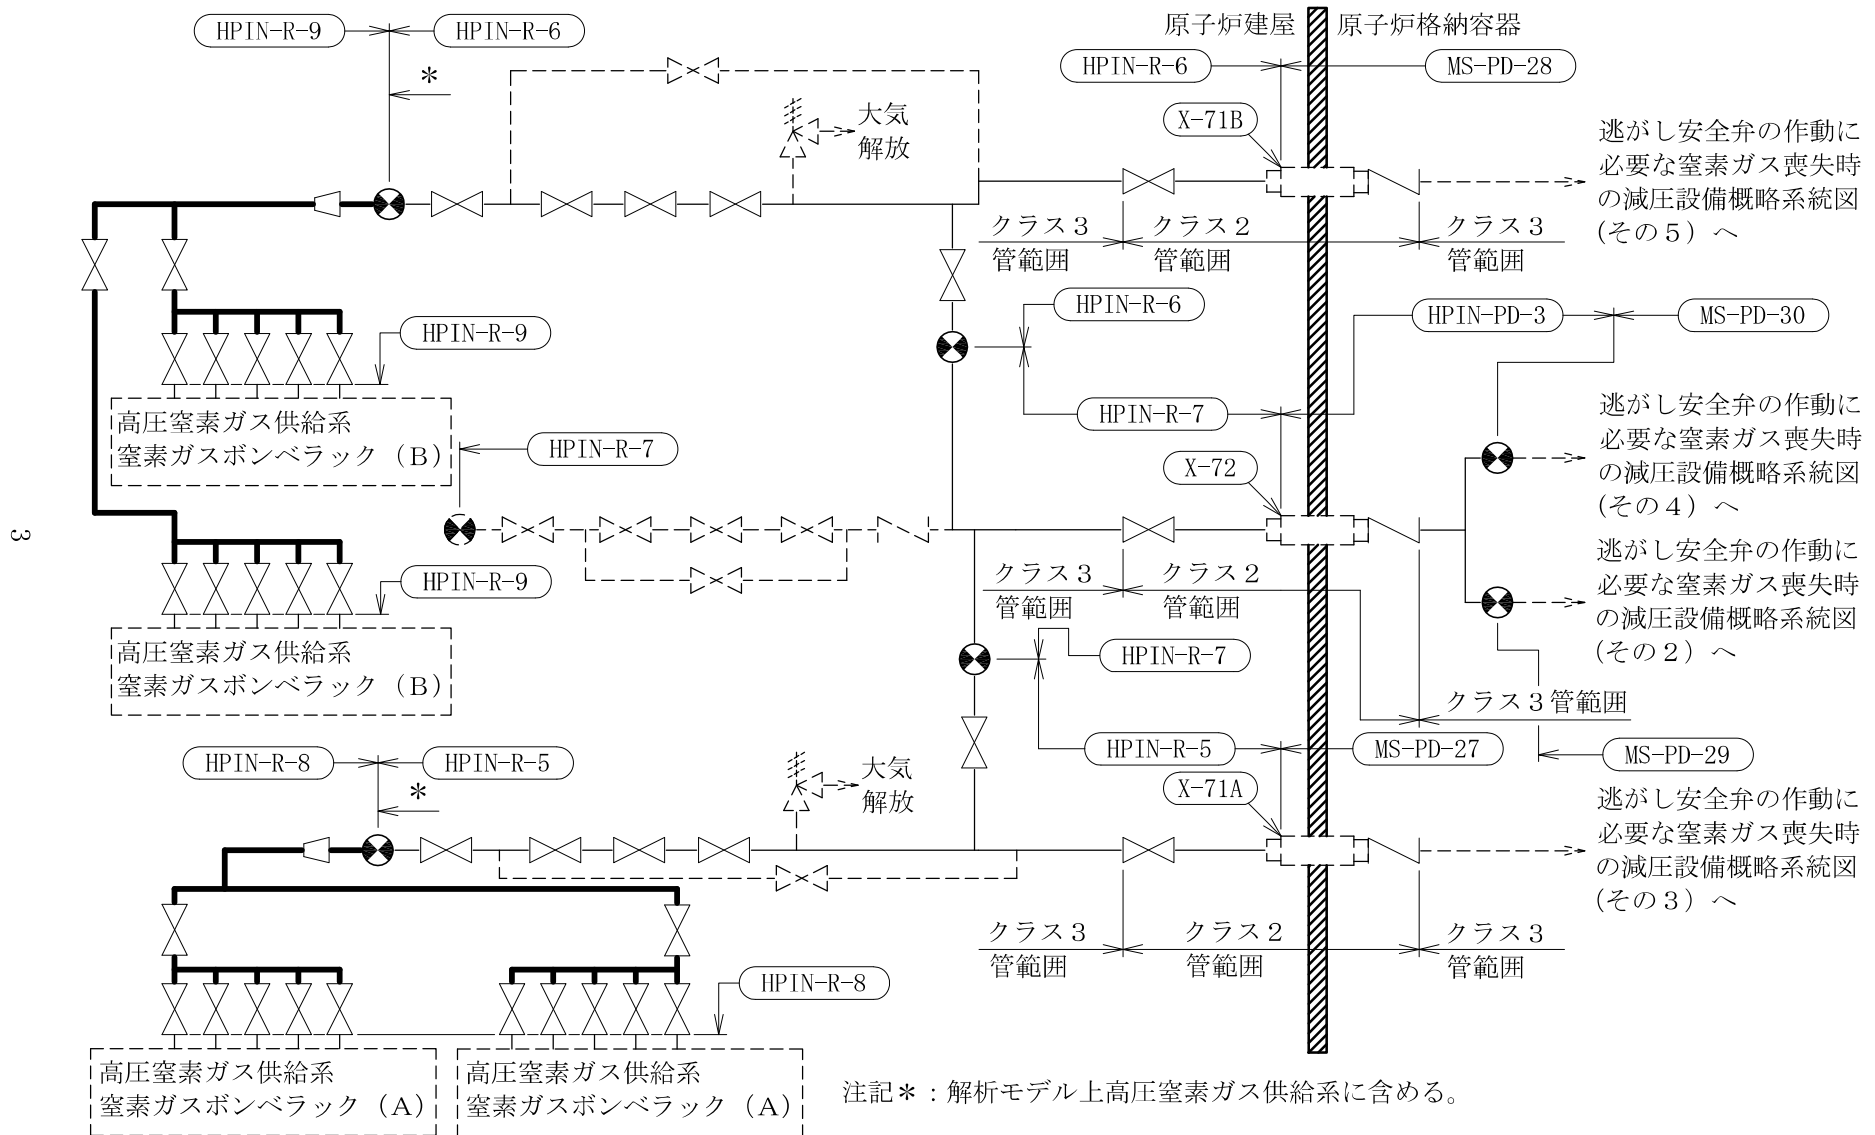 HPIN-R-9
HPIN-R-6
*
大気
解放
原子炉建屋
原子炉格納容器
HPIN-R-6
MS-PD-28
X-71B
逃がし安全弁の作動に
必要な窒素ガス喪失時
の減圧設備概略系統図
(その5)へ
クラス3
管範囲
クラス2
管範囲
クラス3
管範囲
HPIN-R-6
HPIN-PD-3
MS-PD-30
HPIN-R-9
高圧窒素ガス供給系
窒素ガスボンベラック(B)
HPIN-R-7
HPIN-R-7
X-72
逃がし安全弁の作動に
必要な窒素ガス喪失時
の減圧設備概略系統図
(その4)へ
逃がし安全弁の作動に
必要な窒素ガス喪失時
の減圧設備概略系統図
(その2)へ
3
HPIN-R-9
高圧窒素ガス供給系
窒素ガスボンベラック(B)
クラス3
管範囲
クラス2
管範囲
HPIN-R-7
クラス3管範囲
HPIN-R-8
HPIN-R-5
*
大気
解放
HPIN-R-5
MS-PD-27
MS-PD-29
X-71A
逃がし安全弁の作動に
必要な窒素ガス喪失時
の減圧設備概略系統図
(その3)へ
クラス3
管範囲
クラス2
管範囲
クラス3
管範囲
HPIN-R-8
高圧窒素ガス供給系
窒素ガスボンベラック(A)
高圧窒素ガス供給系
窒素ガスボンベラック(A)
注記*:解析モデル上高圧窒素ガス供給系に含める。